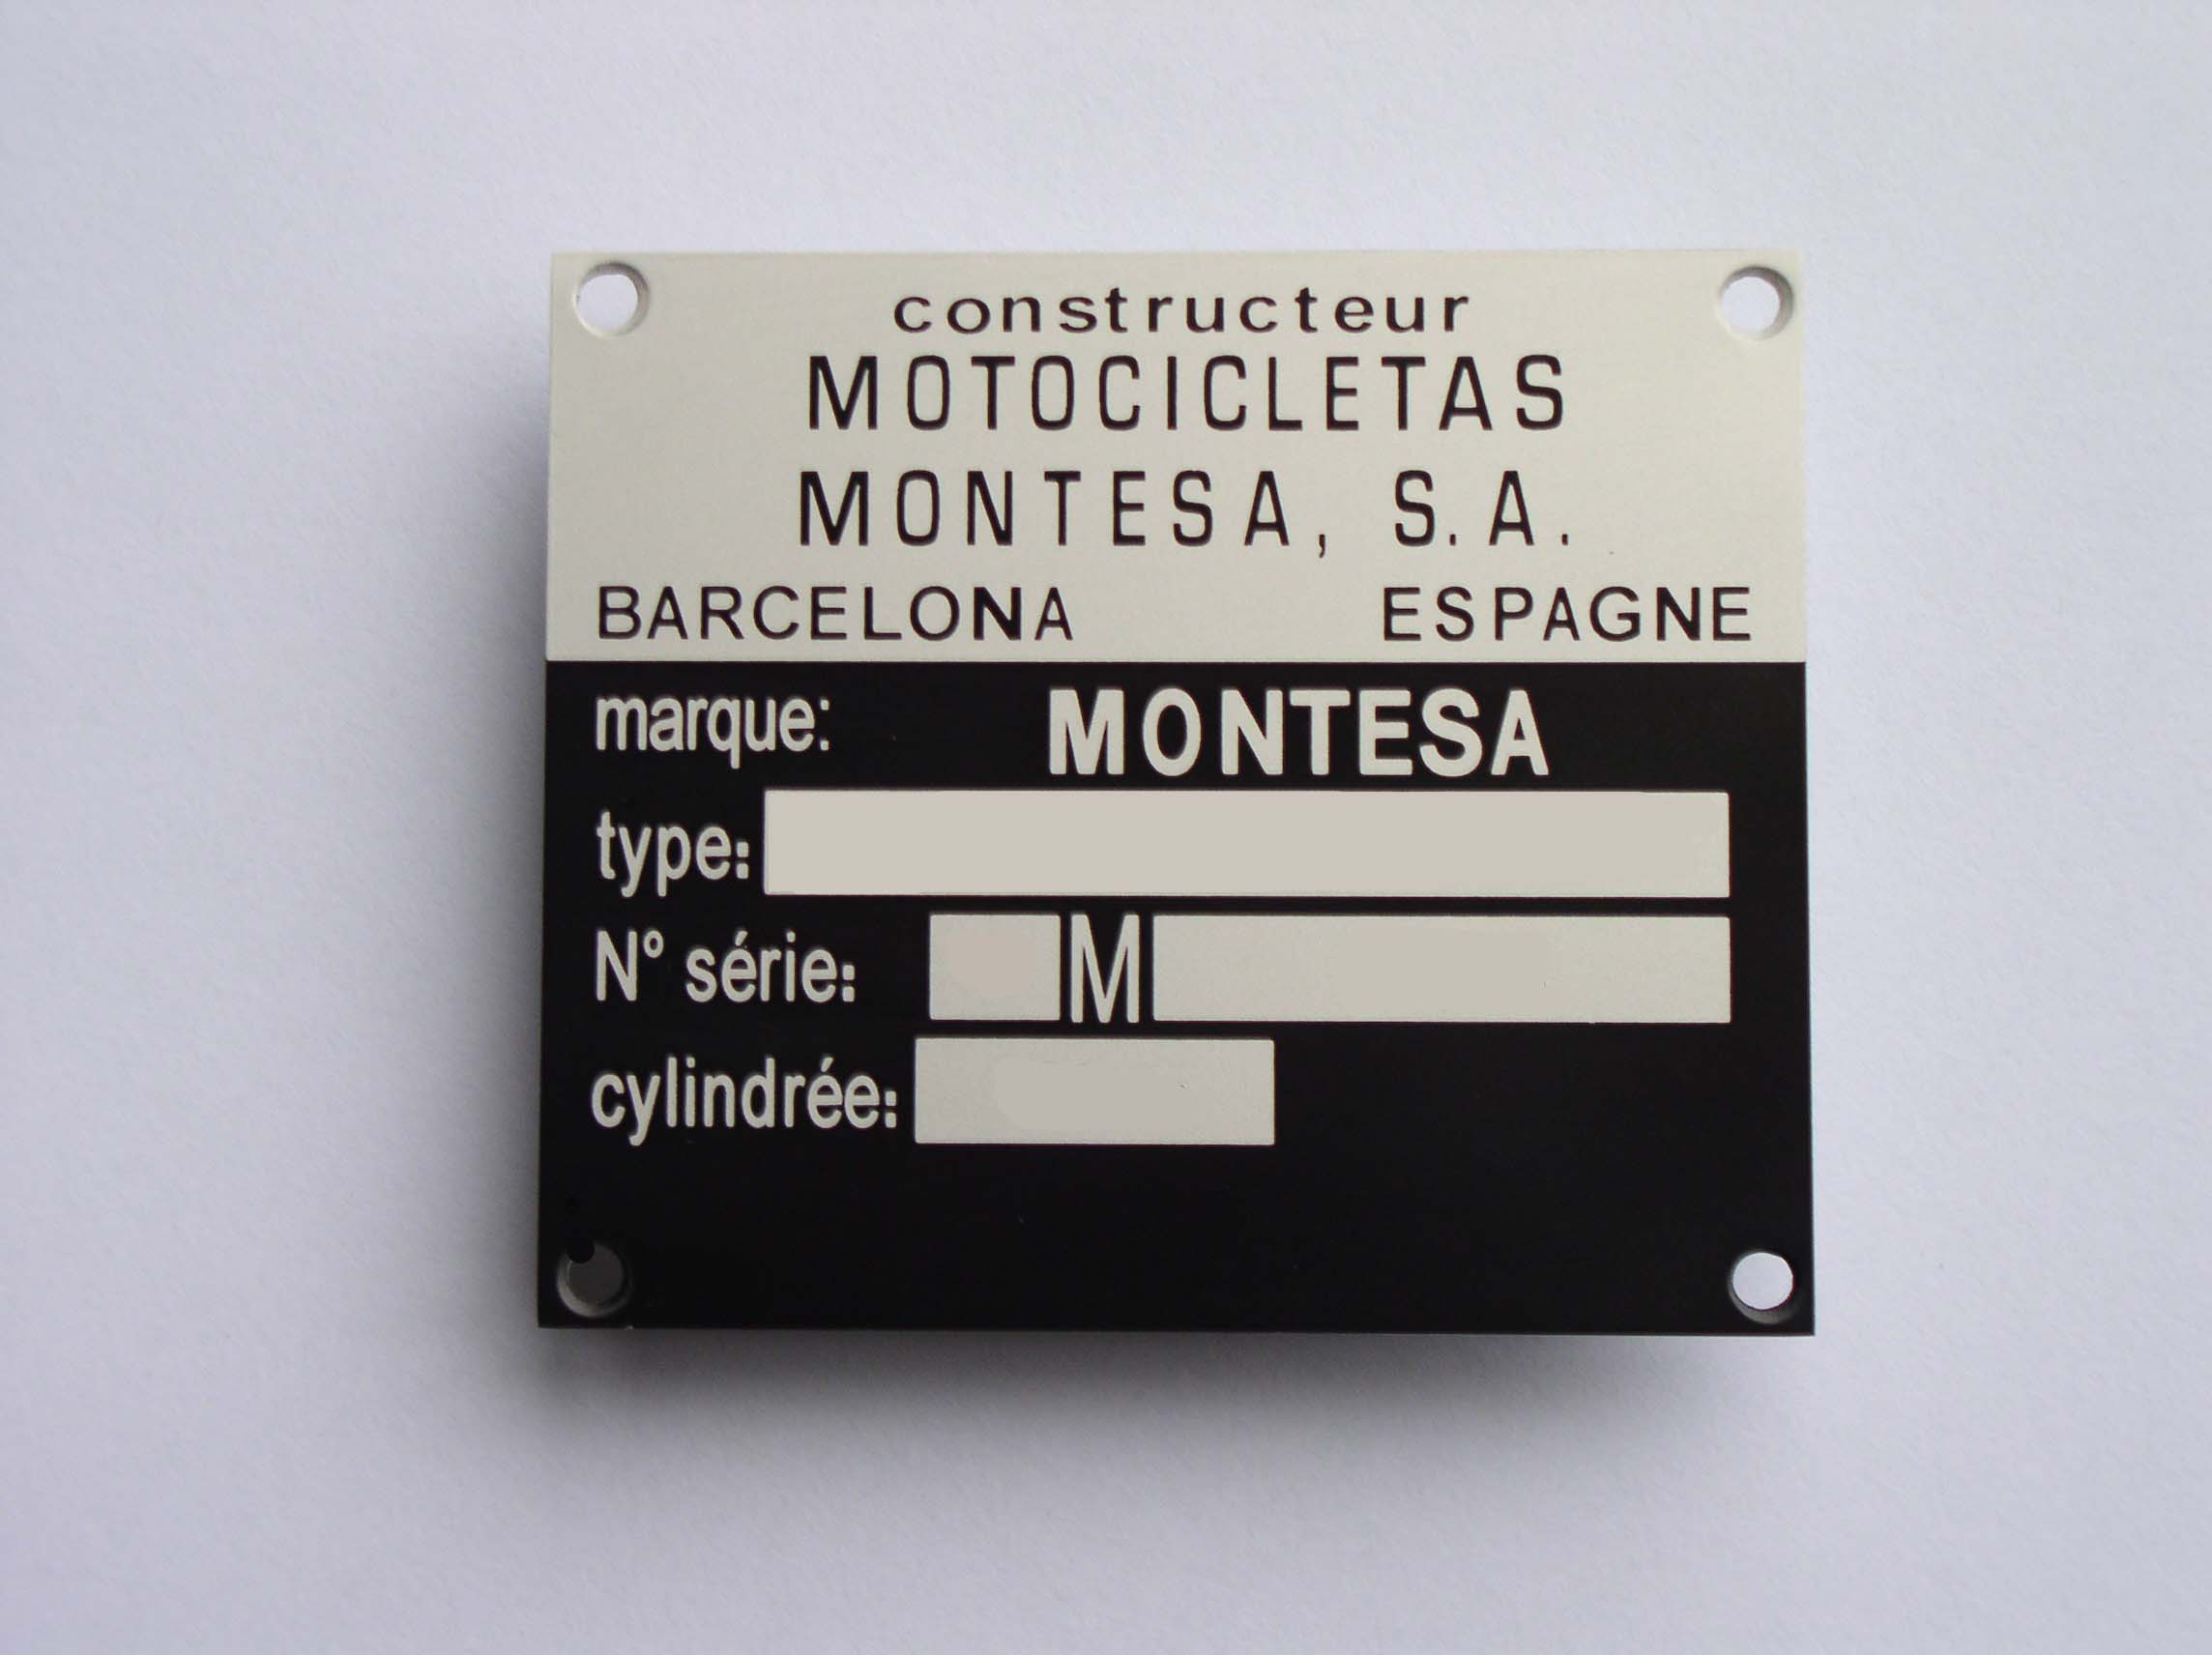 constructeur
MOTOCICLETAS
MONTESA, S.A.
BARCELONA ESPAGNE
marque: MONTESA
type:
N° série: M
cylindrée: